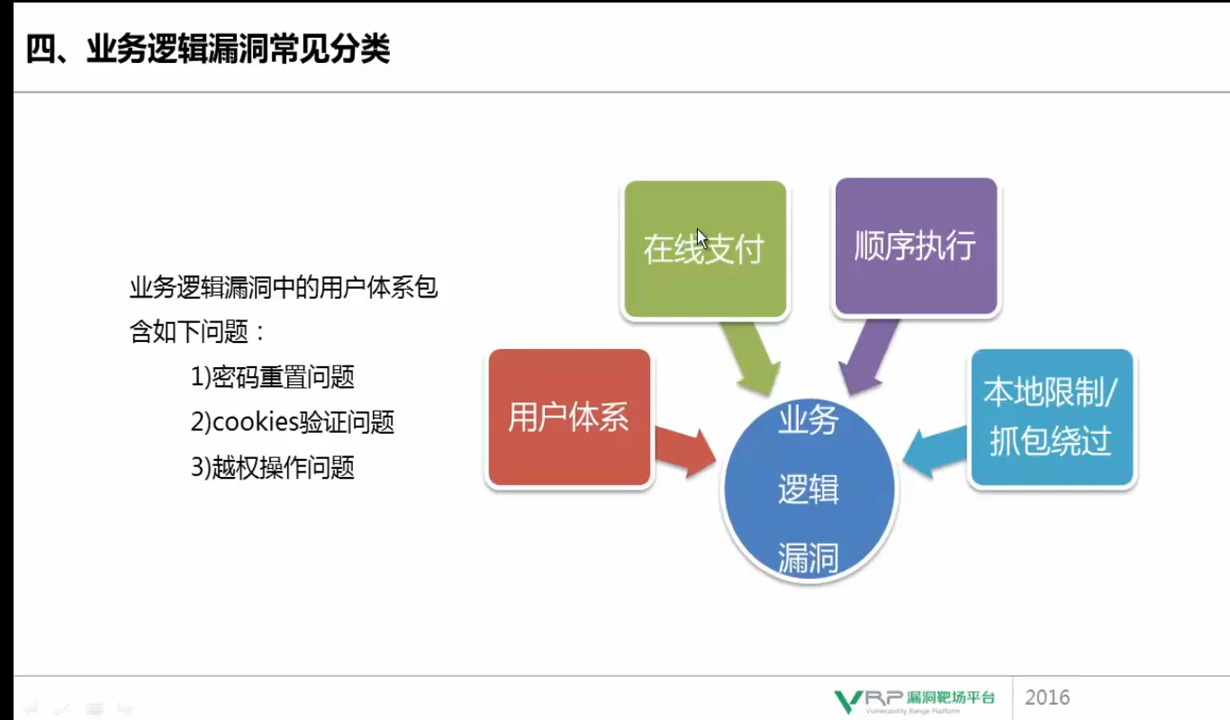 四、业务逻辑漏洞常见分类
业务逻辑漏洞中的用户体系包
含如下问题：
1)密码重置问题
2)cookies验证问题
3)越权操作问题
在线支付
顺序执行
用户体系
本地限制/
抓包绕过
业务
逻辑
漏洞
VRP 漏洞靶场平台
Vulnerability Range Platform
2016